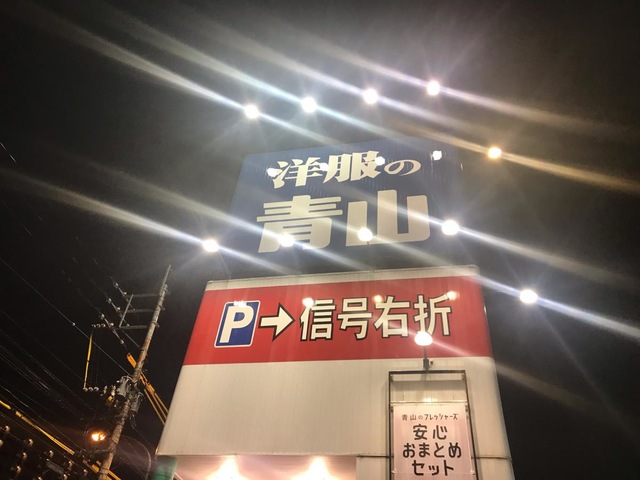 洋服の
青山
P→信号右折
青山のフレッシャーズ
安心
おまとめ
セット